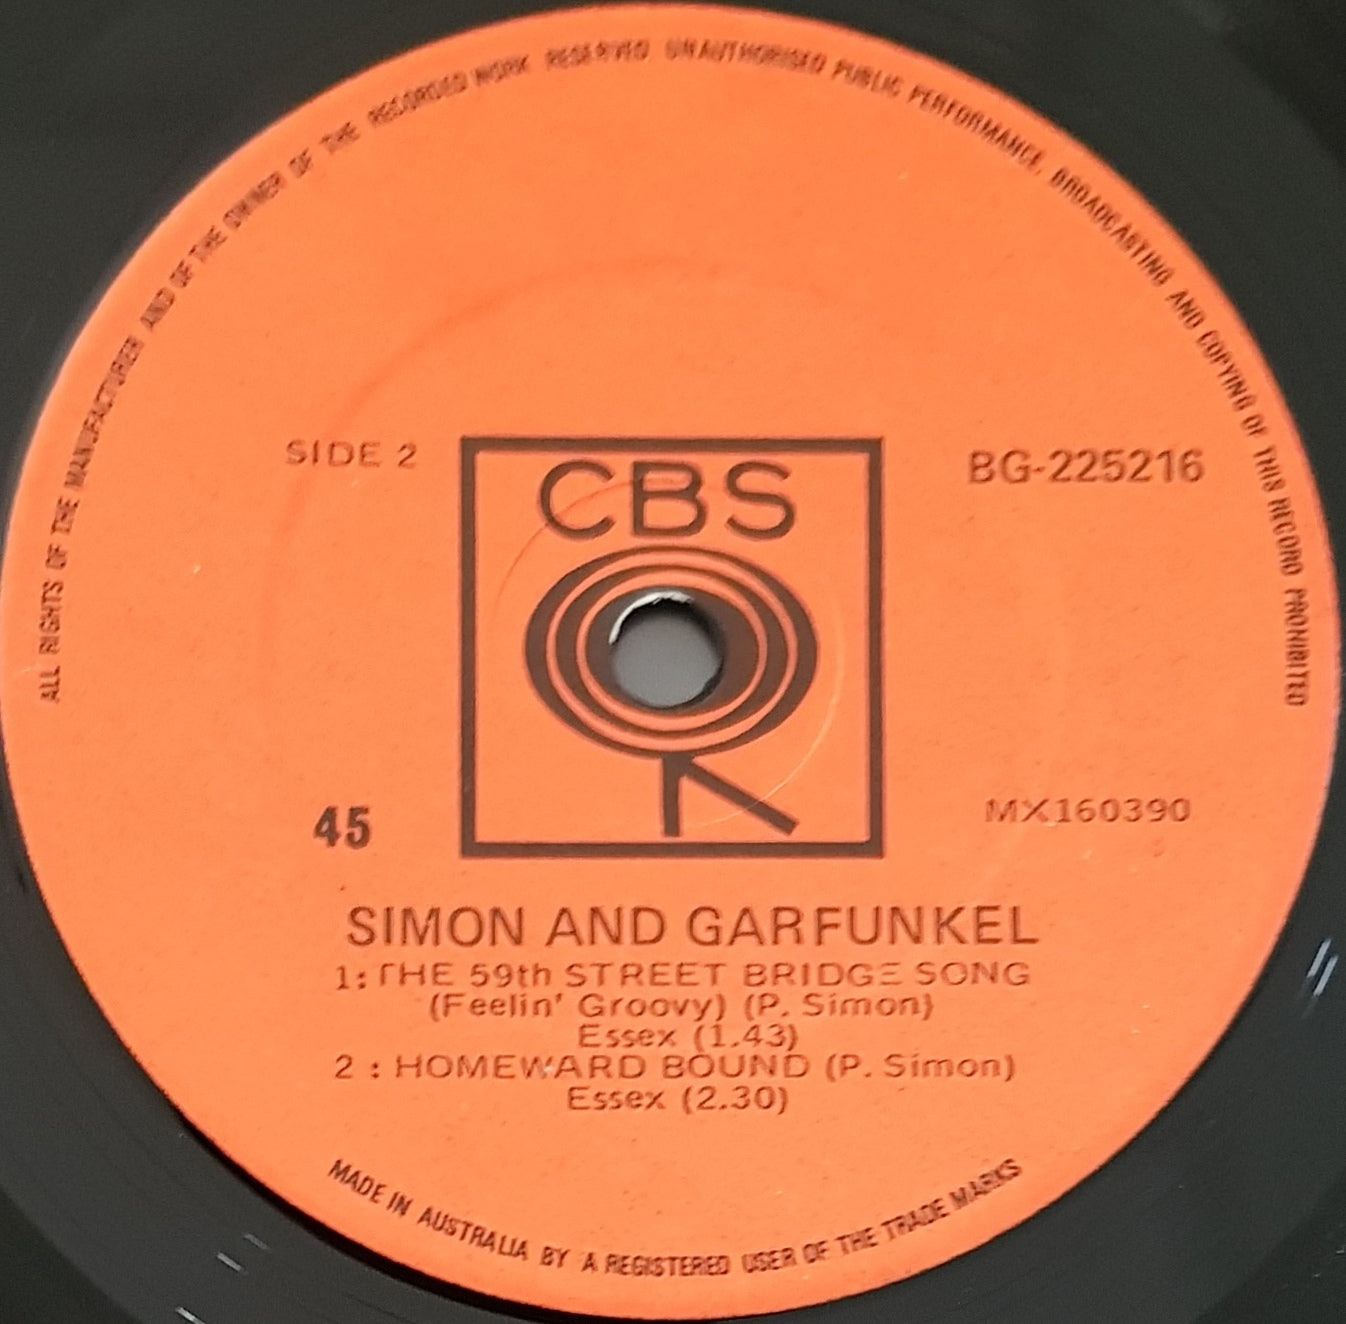 ALL RIGHTS OF THE MANUFACTURER AND OF THE OWNER OF THE RECORDED WORK RESERVED UNAUTHORISED PUBLIC PERFORMANCE, BROADCASTING AND COPYING OF THIS RECORD PROHIBITED
SIDE 2
CBS
BG-225216
45
MX160390
SIMON AND GARFUNKEL
1: THE 59th STREET BRIDGE SONG
(Feelin' Groovy) (P. Simon)
Essex (1.43)
2 : HOMEWARD BOUND (P. Simon)
Essex (2.30)
MADE IN AUSTRALIA BY A REGISTERED USER OF THE TRADE MARKS